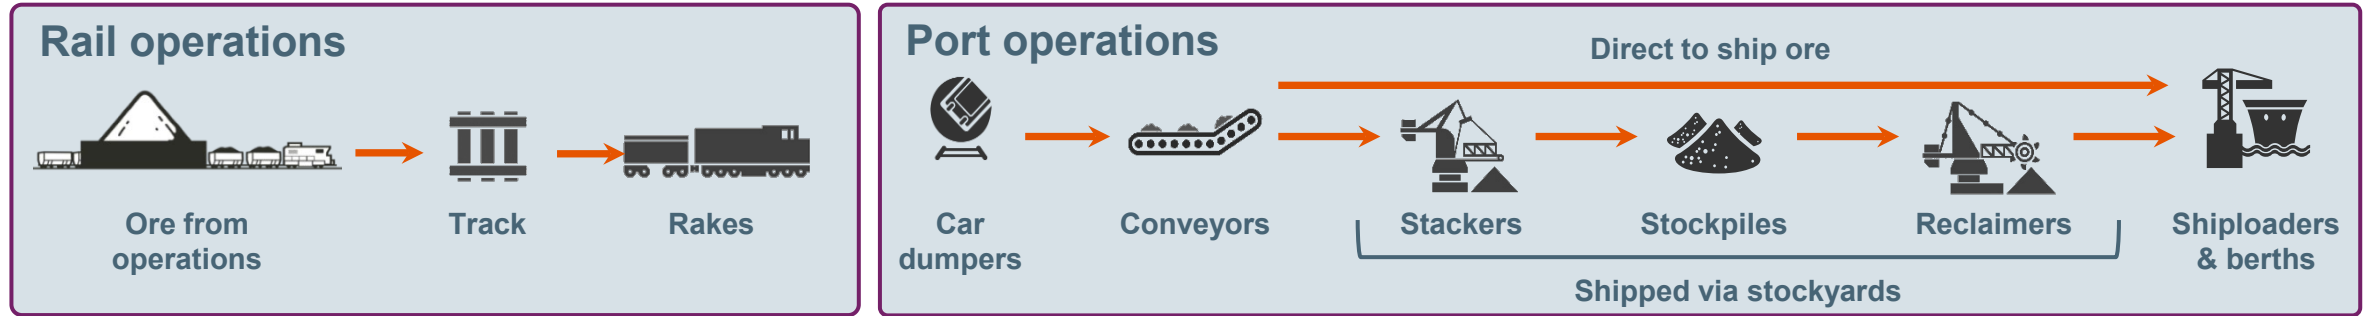 Rail operations
Ore from
operations
Track
Rakes
Port operations
Direct to ship ore
Car
dumpers
Conveyors
Stackers
Stockpiles
Reclaimers
Shiploaders
& berths
Shipped via stockyards